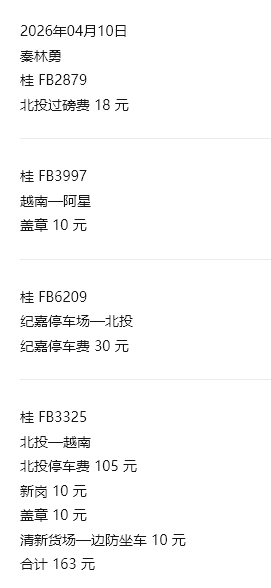 2026年04月10日
秦林勇
桂 FB2879
北投过磅费 18 元
桂 FB3997
越南—阿星
盖章 10 元
桂 FB6209
纪嘉停车场—北投
纪嘉停车费 30 元
桂 FB3325
北投—越南
北投停车费 105 元
新岗 10 元
盖章 10 元
清新货场—边防坐车 10 元
合计 163 元